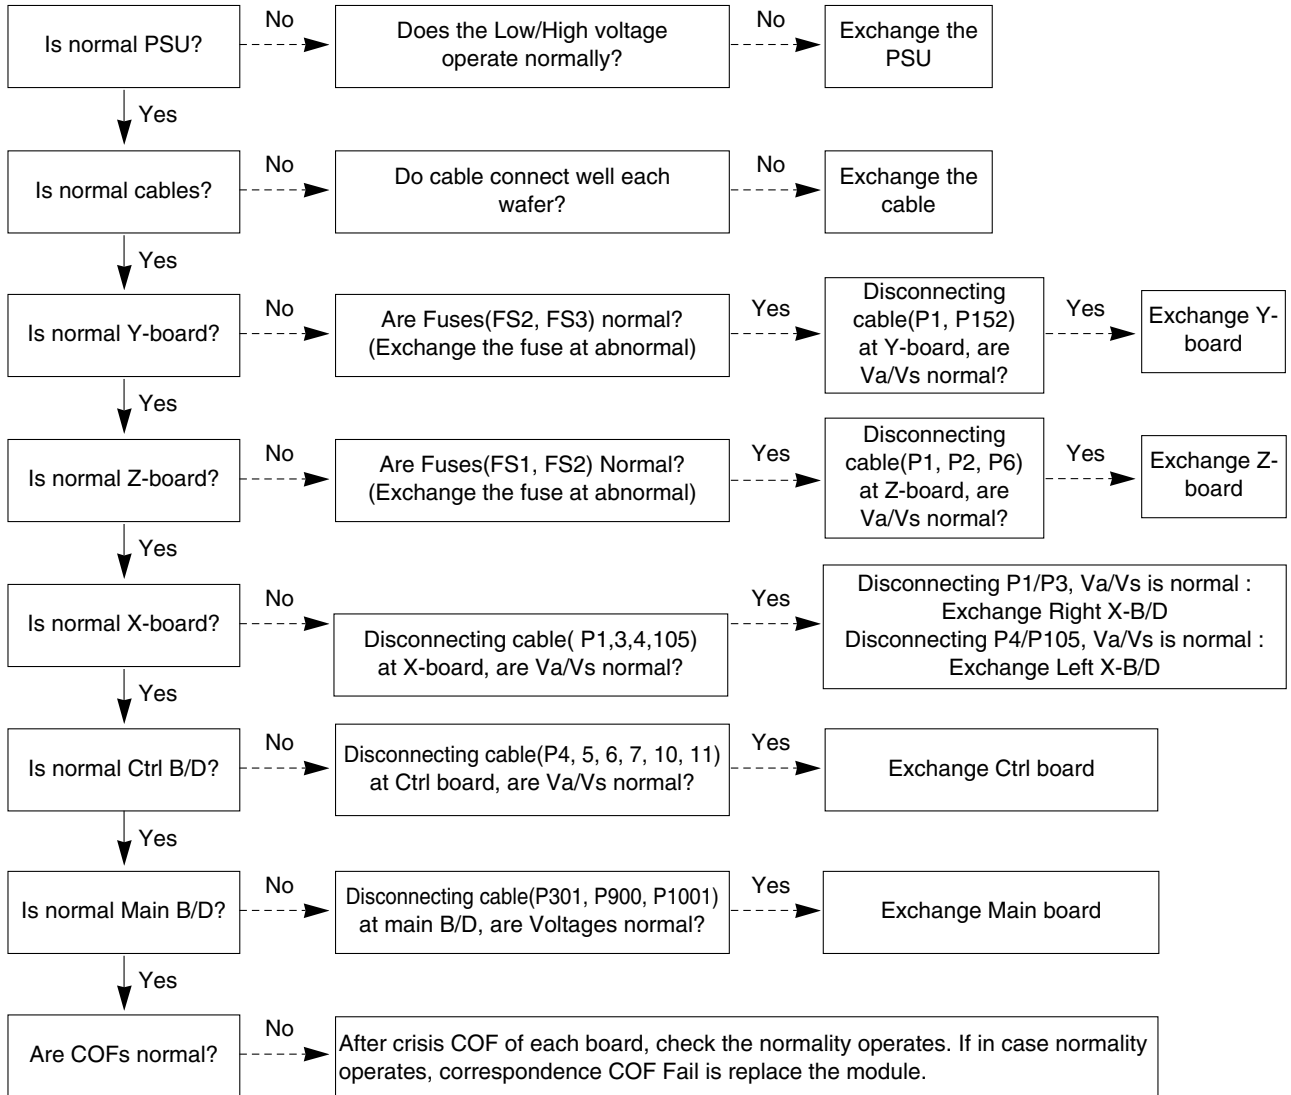 Is normal PSU?
No
Does the Low/High voltage
operate normally?
No
Exchange the
PSU
Yes
Is normal cables?
No
Do cable connect well each
wafer?
No
Exchange the
cable
Yes
Is normal Y-board?
No
Are Fuses(FS2, FS3) normal?
(Exchange the fuse at abnormal)
Yes
Disconnecting
cable(P1, P152)
at Y-board, are
Va/Vs normal?
Yes
Exchange Y-
board
Yes
Is normal Z-board?
No
Are Fuses(FS1, FS2) Normal?
(Exchange the fuse at abnormal)
Yes
Disconnecting
cable(P1, P2, P6)
at Z-board, are
Va/Vs normal?
Yes
Exchange Z-
board
Yes
Is normal X-board?
No
Disconnecting cable( P1,3,4,105)
at X-board, are Va/Vs normal?
Yes
Disconnecting P1/P3, Va/Vs is normal :
Exchange Right X-B/D
Disconnecting P4/P105, Va/Vs is normal :
Exchange Left X-B/D
Yes
Is normal Ctrl B/D?
No
Disconnecting cable(P4, 5, 6, 7, 10, 11)
at Ctrl board, are Va/Vs normal?
Yes
Exchange Ctrl board
Yes
Is normal Main B/D?
No
Disconnecting cable(P301, P900, P1001)
at main B/D, are Voltages normal?
Yes
Exchange Main board
Yes
Are COFs normal?
No
After crisis COF of each board, check the normality operates. If in case normality
operates, correspondence COF Fail is replace the module.